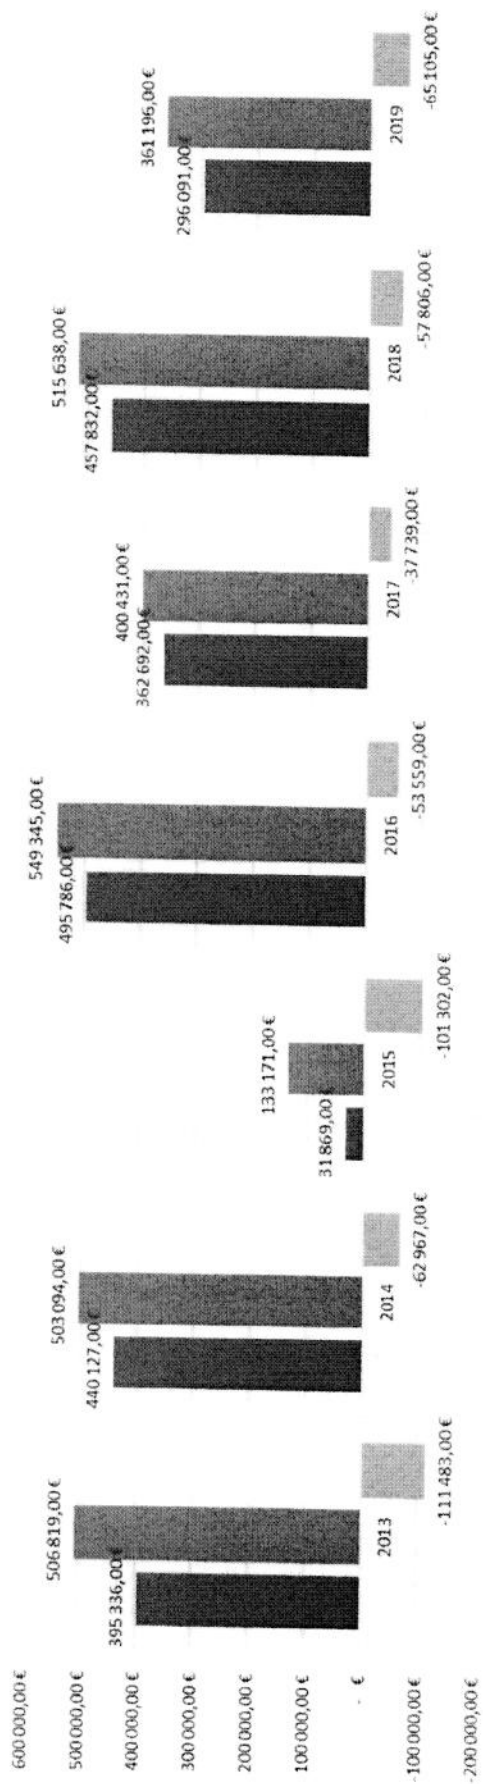 600 000,00 €
500 000,00 €
400 000,00 €
300 000,00 €
200 000,00 €
100 000,00 €
- €
-100 000,00 €
-200 000,00 €
395 336,00 €
506 819,00 €
2013
-111 483,00 €
440 127,00 €
503 094,00 €
2014
-62 967,00 €
31 869,00 €
133 171,00 €
2015
-101 302,00 €
495 786,00 €
549 345,00 €
2016
-53 559,00 €
362 692,00 €
400 431,00 €
2017
-37 739,00 €
457 832,00 €
515 638,00 €
2018
-57 806,00 €
296 091,00 €
361 196,00 €
2019
-65 105,00 €